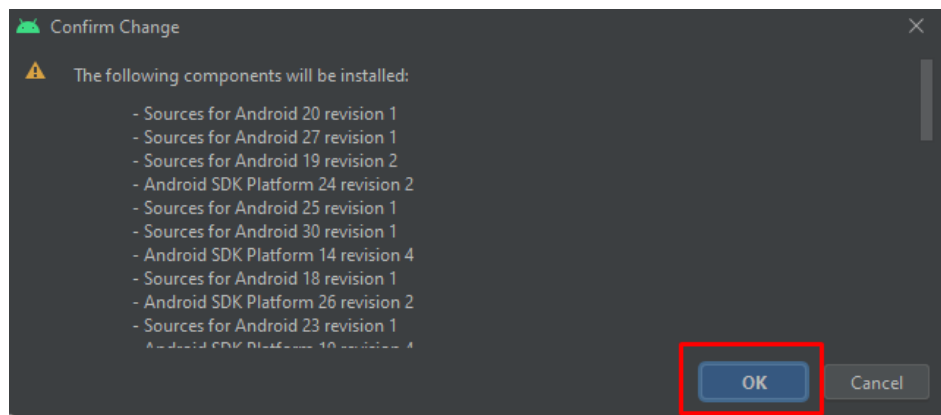 Confirm Change
The following components will be installed:
- Sources for Android 20 revision 1
- Sources for Android 27 revision 1
- Sources for Android 19 revision 2
- Android SDK Platform 24 revision 2
- Sources for Android 25 revision 1
- Sources for Android 30 revision 1
- Android SDK Platform 14 revision 4
- Sources for Android 18 revision 1
- Android SDK Platform 26 revision 2
- Sources for Android 23 revision 1
- Android SDK Platform
OK Cancel